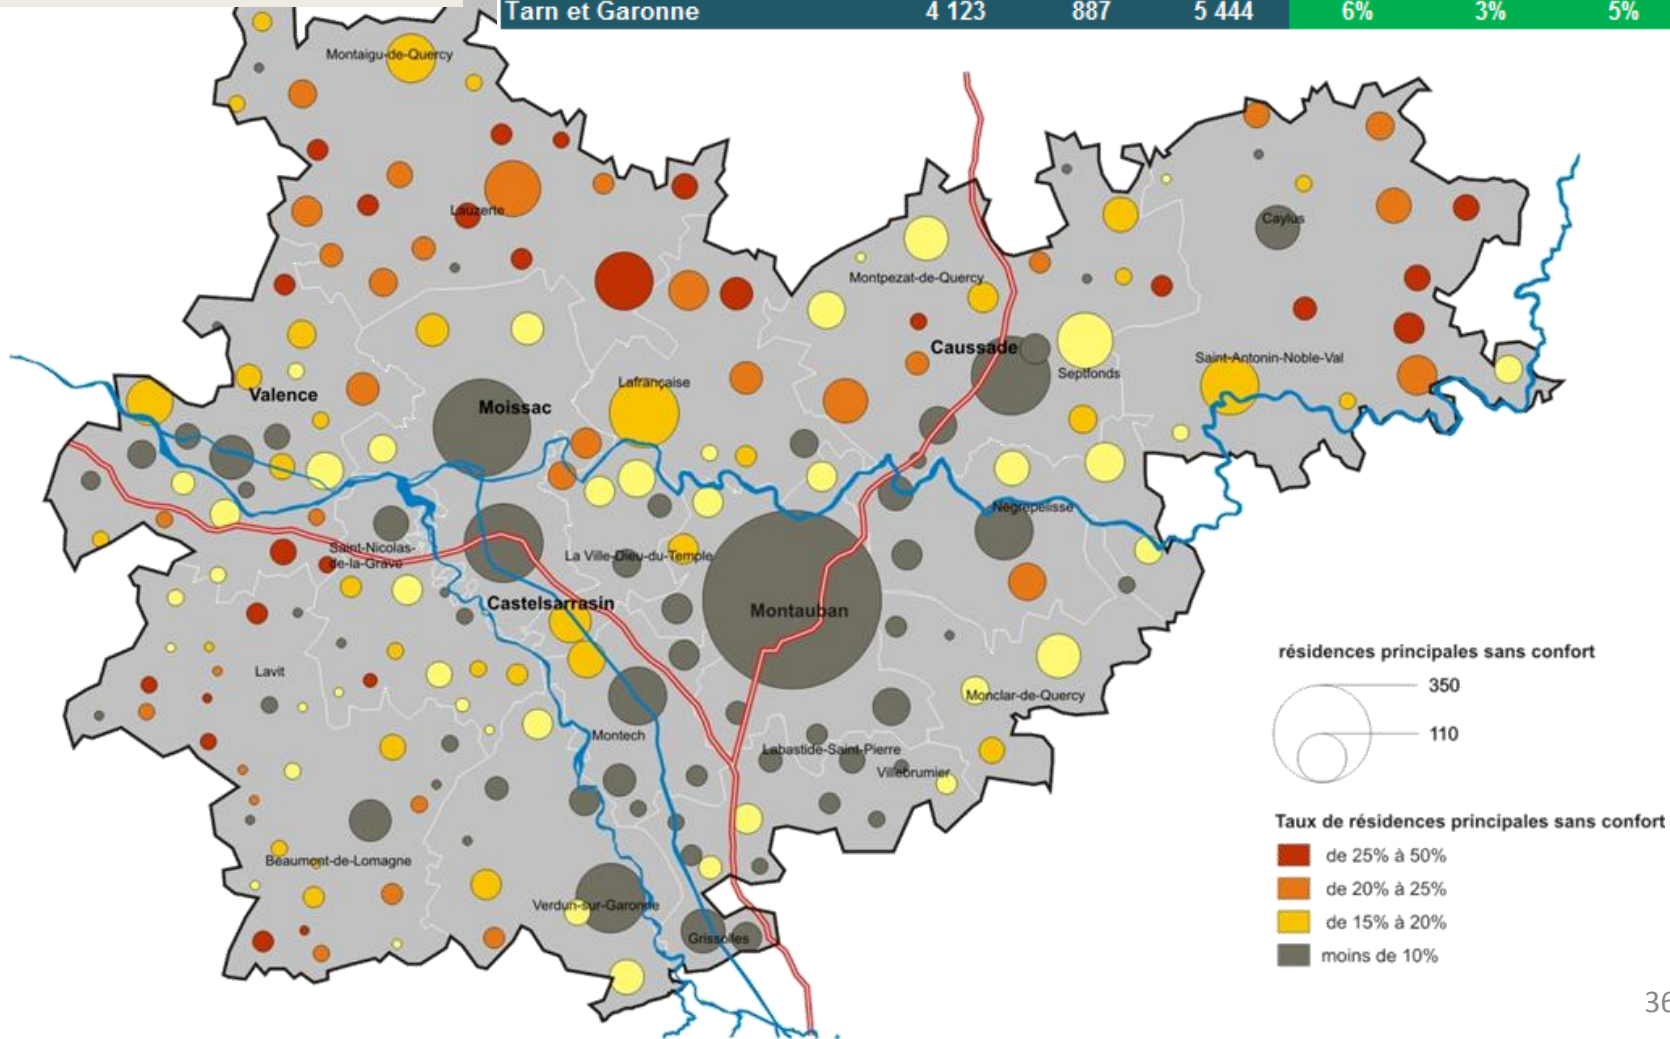 Tarn et Garonne 4 123 887 5 444 6% 3% 5%
Montaigu-de-Quercy
Lauzerte
Caylus
Montpezat-de-Quercy
Caussade
Septfonds
Saint-Antonin-Noble-Val
Lafrançaise
Valence
Moissac
Négrepelisse
Saint-Nicolas-
de-la-Grave
La Ville-Dieu-du-Temple
Castelsarrasin
Montauban
Lavit
Monclar-de-Quercy
Montech
Labastide-Saint-Pierre
Villebrumier
Beaumont-de-Lomagne
Verdun-sur-Garonne
Grissolles
résidences principales sans confort
350
110
Taux de résidences principales sans confort
de 25% à 50%
de 20% à 25%
de 15% à 20%
moins de 10%
36